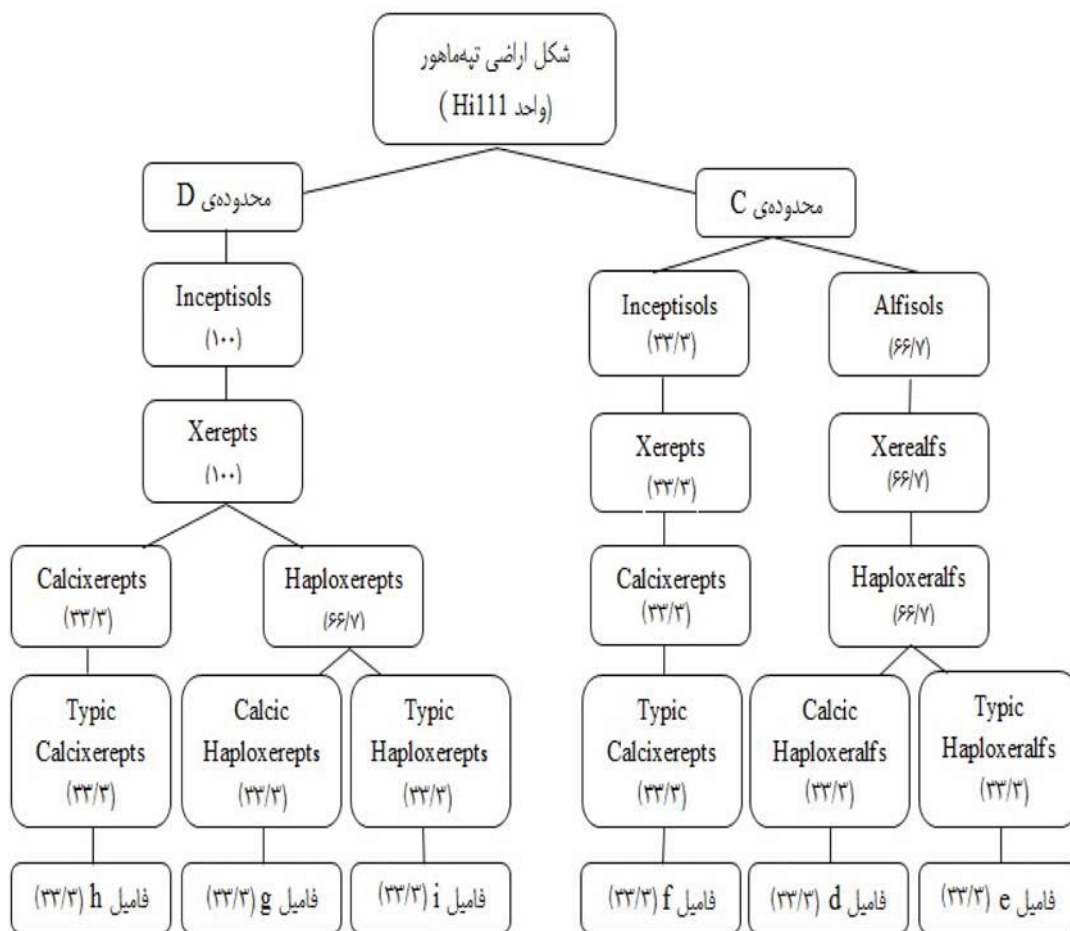 شکل اراضی تپه‌ماهور
(واحد Hi111 )
محدوده‌ی D
محدوده‌ی C
Inceptisols
(۱۰۰)
Inceptisols
(۳۳/۳)
Alfisols
(۶۶/۷)
Xerepts
(۱۰۰)
Xerepts
(۳۳/۳)
Xerealfs
(۶۶/۷)
Calcixerepts
(۳۳/۳)
Haploxerepts
(۶۶/۷)
Calcixerepts
(۳۳/۳)
Haploxeralfs
(۶۶/۷)
Typic
Calcixerepts
(۳۳/۳)
Calcic
Haploxerepts
(۳۳/۳)
Typic
Haploxerepts
(۳۳/۳)
Typic
Calcixerepts
(۳۳/۳)
Calcic
Haploxeralfs
(۳۳/۳)
Typic
Haploxeralfs
(۳۳/۳)
فامیل h (۳۳/۳)
فامیل g (۳۳/۳)
فامیل i (۳۳/۳)
فامیل f (۳۳/۳)
فامیل d (۳۳/۳)
فامیل e (۳۳/۳)